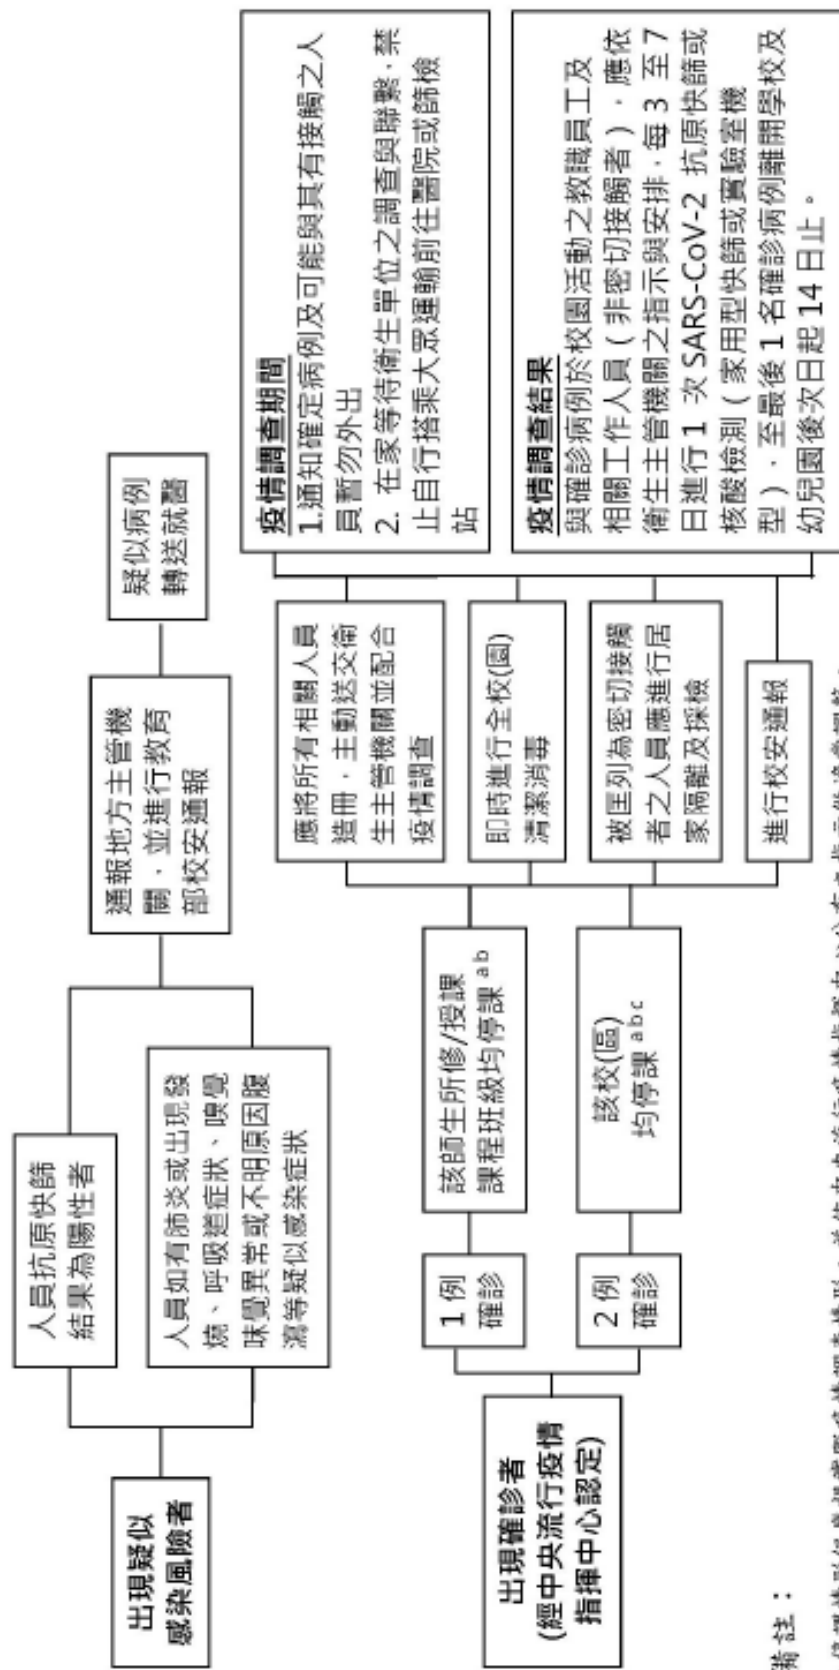 出現疑似
感染風險者
人員抗原快篩
結果為陽性者
人員如有肺炎或出現發
燒、呼吸道症狀、嗅覺
味覺異常或不明原因腹
瀉等疑似感染症狀
通報地方主管機
關，並進行教育
部校安通報
疑似病例
轉送就醫
出現確診者
(經中央流行疫情
指揮中心認定)
1 例
確診
該師生所修/授課
課程班級均停課 ab
2 例
確診
該校(區)
均停課 abc
應將所有相關人員
造冊，主動送交衛
生主管機關並配合
疫情調查
即時進行全校(園)
清潔消毒
被匡列為密切接觸
者之人員應進行居
家隔離及採檢
進行校安通報
疫情調查期間
1.通知確定病例及可能與其有接觸之人
員暫勿外出
2. 在家等待衛生單位之調查與聯繫，禁
止自行搭乘大眾運輸前往醫院或篩檢
站
疫情調查結果
與確診病例於校園活動之教職員工及
相關工作人員（非密切接觸者），應依
衛生主管機關之指示與安排，每 3 至 7
日進行 1 次 SARS-CoV-2 抗原快篩或
核酸檢測（家用型快篩或實驗室機
型），至最後 1 名確診病例離開學校及
幼兒園後次日起 14 日止。
備註：